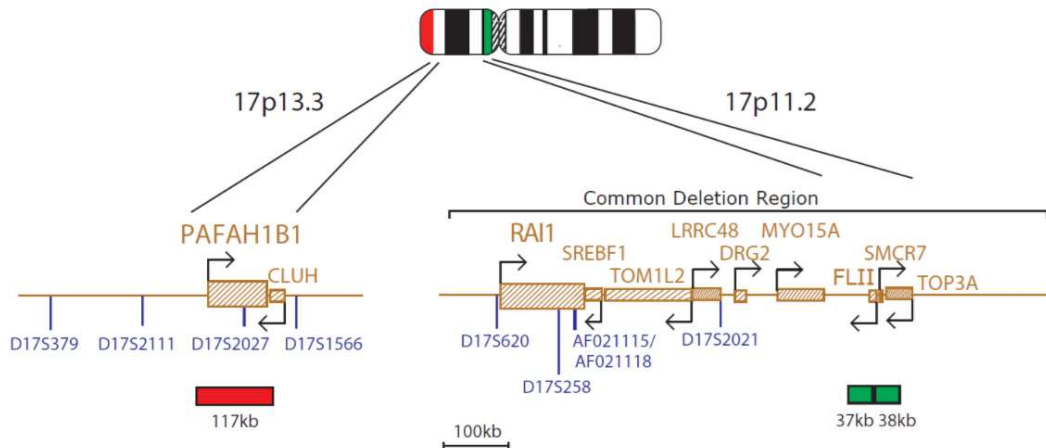 17p13.3
17p11.2
Common Deletion Region
PAFAH1B1
CLUH
RAI1
SREBF1
TOM1L2
LRRC48
DRG2
MYO15A
FLII
SMCR7
TOP3A
D17S379
D17S2111
D17S2027
D17S1566
D17S620
D17S258
AF021115/
AF021118
D17S2021
117kb
100kb
37kb 38kb